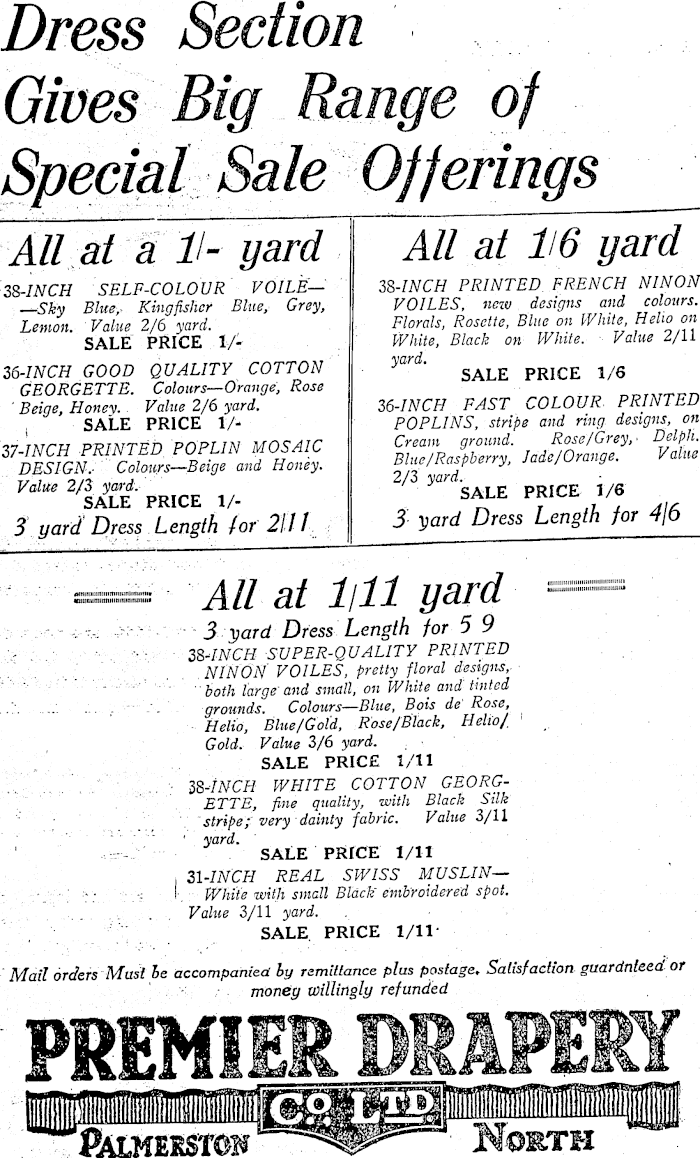 Dress Section
Gives Big Range of
Special Sale Offerings
All at a 1/- yard
38-INCH SELF-COLOUR VOILE—
—Sky Blue, Kingfisher Blue, Grey,
Lemon. Value 2/6 yard.
SALE PRICE 1/-
36-INCH GOOD QUALITY COTTON
GEORGETTE. Colours—Orange, Rose
Beige, Honey. Value 2/6 yard.
SALE PRICE 1/-
37-INCH PRINTED POPLIN MOSAIC
DESIGN. Colours—Beige and Honey.
Value 2/3 yard.
SALE PRICE 1/-
3 yard Dress Length for 2/11
All at 1/6 yard
38-INCH PRINTED FRENCH NINON
VOILES, new designs and colours.
Florals, Rosette, Blue on White, Helio on
White, Black on White. Value 2/11
yard.
SALE PRICE 1/6
36-INCH FAST COLOUR PRINTED
POPLINS, stripe and ring designs, on
Cream ground. Rose/Grey, Delph.
Blue/Raspberry, Jade/Orange. Value
2/3 yard.
SALE PRICE 1/6
3 yard Dress Length for 4/6
All at 1/11 yard
3 yard Dress Length for 5 9
38-INCH SUPER-QUALITY PRINTED
NINON VOILES, pretty floral designs,
both large and small, on White and tinted
grounds. Colours—Blue, Bois de Rose,
Helio, Blue/Gold, Rose/Black, Helio/
Gold. Value 3/6 yard.
SALE PRICE 1/11
38-INCH WHITE COTTON GEORG-
ETTE, fine quality, with Black Silk
stripe; very dainty fabric. Value 3/11
yard.
SALE PRICE 1/11
31-INCH REAL SWISS MUSLIN—
White with small Black embroidered spot.
Value 3/11 yard.
SALE PRICE 1/11
Mail orders Must be accompanied by remittance plus postage. Satisfaction guardnteed or
money willingly refunded
PREMIER DRAPERY
CO. LTD.
PALMERSTON NORTH